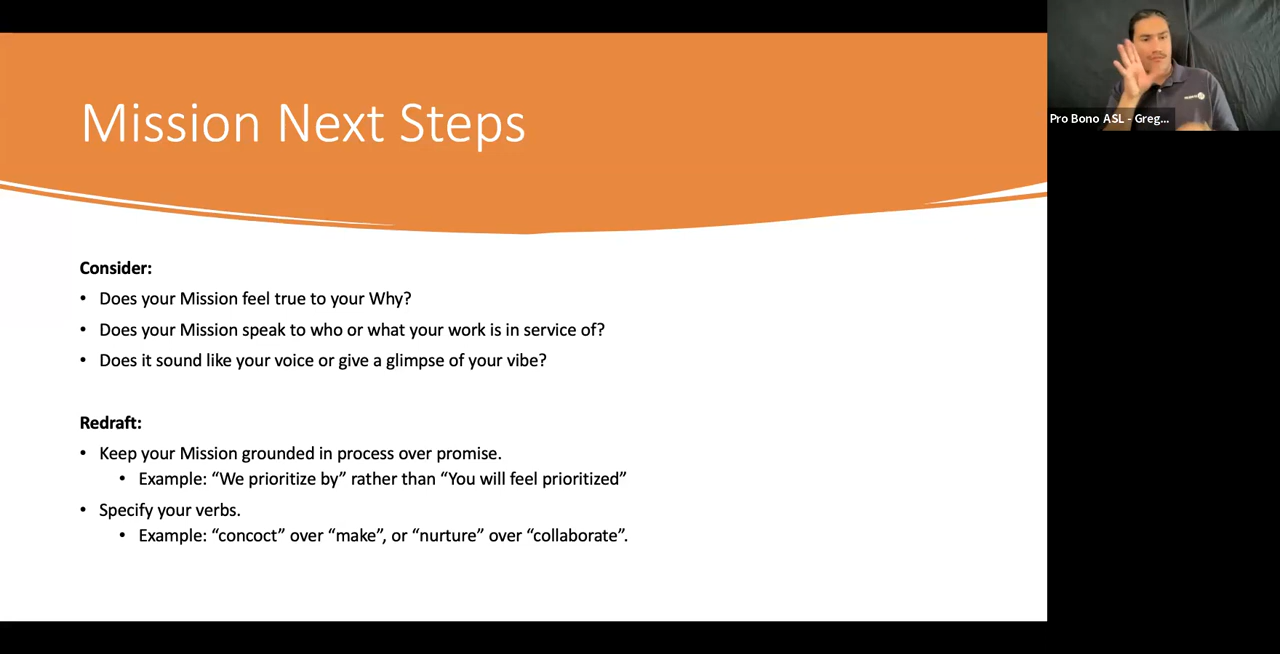 Mission Next Steps
Pro Bono ASL - Greg...
Consider:
• Does your Mission feel true to your Why?
• Does your Mission speak to who or what your work is in service of?
• Does it sound like your voice or give a glimpse of your vibe?
Redraft:
• Keep your Mission grounded in process over promise.
• Example: “We prioritize by” rather than “You will feel prioritized”
• Specify your verbs.
• Example: “concoct” over “make”, or “nurture” over “collaborate”.